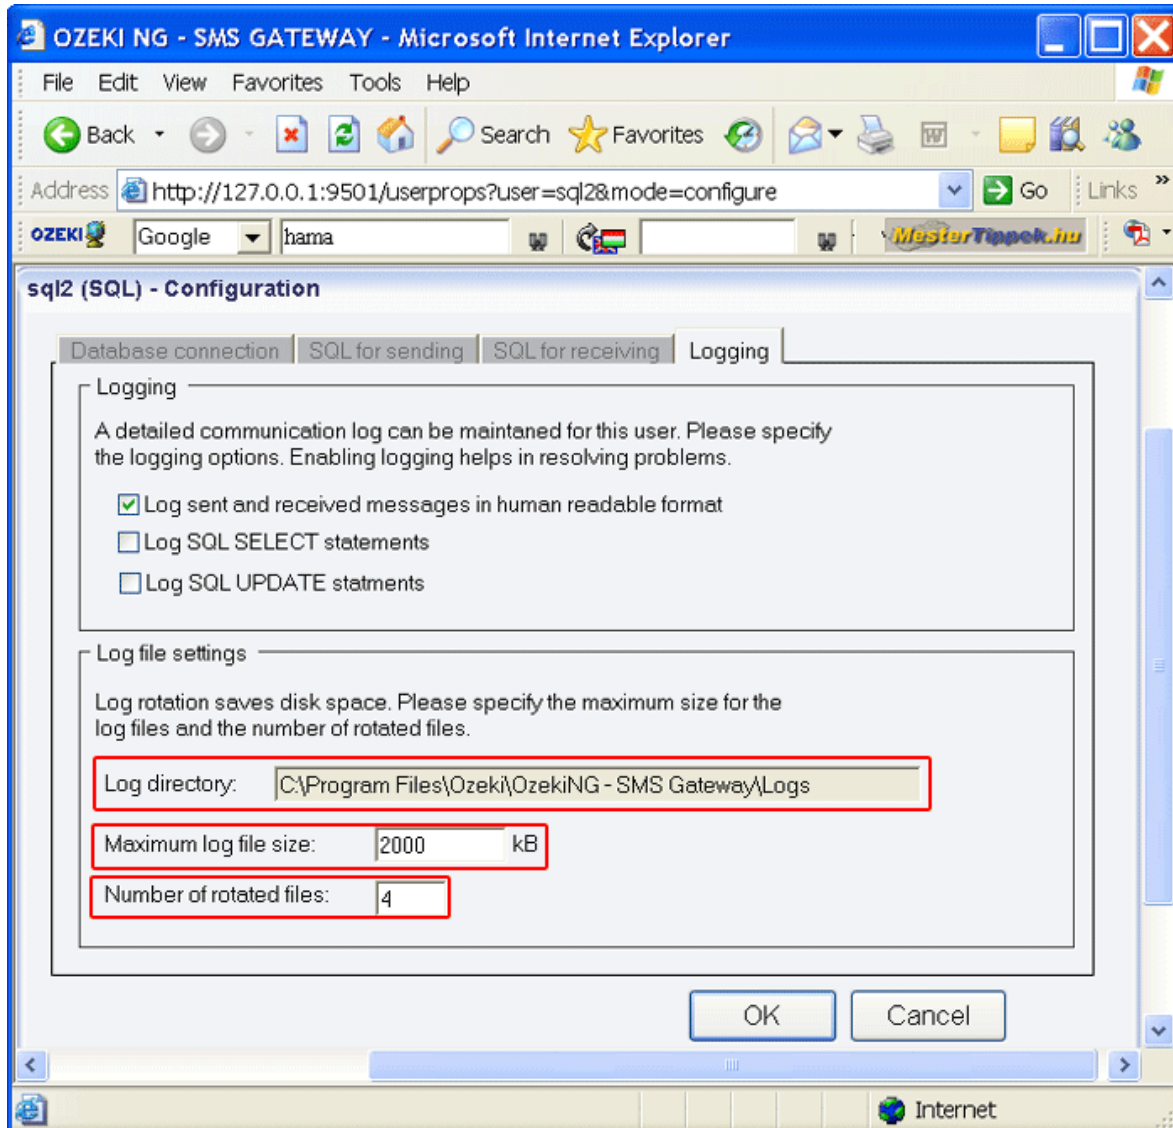 OZEKI NG - SMS GATEWAY - Microsoft Internet Explorer
File Edit View Favorites Tools Help
Back Search Favorites
Address http://127.0.0.1:9501/userprops?user=sql2&mode=configure Go Links »
OZEKI Google hama MesterTippek.hu
sql2 (SQL) - Configuration
Database connection SQL for sending SQL for receiving Logging
Logging
A detailed communication log can be maintaned for this user. Please specify
the logging options. Enabling logging helps in resolving problems.
Log sent and received messages in human readable format
Log SQL SELECT statements
Log SQL UPDATE statments
Log file settings
Log rotation saves disk space. Please specify the maximum size for the
log files and the number of rotated files.
Log directory: C:\Program Files\Ozeki\OzekiNG - SMS Gateway\Logs
Maximum log file size: 2000 kB
Number of rotated files: 4
OK Cancel
Internet